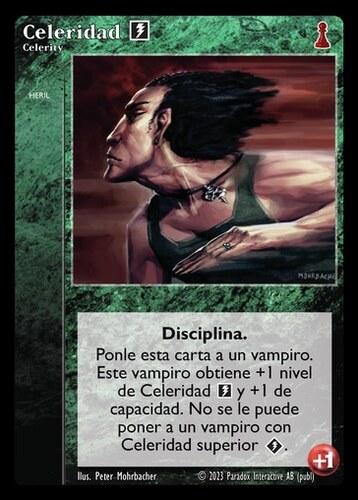 Celeridad
Celerity
HERIL
MOHRBACHER
Disciplina.
Ponle esta carta a un vampiro.
Este vampiro obtiene +1 nivel
de Celeridad y +1 de
capacidad. No se le puede
poner a un vampiro con
Celeridad superior .
+1
Ilus. Peter Mohrbacher © 2023 Paradox Interactive AB (publ)